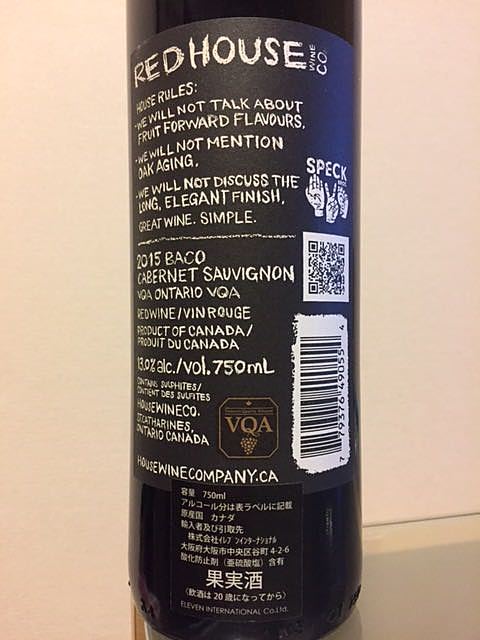 REDHOUSE WINE CO.
HOUSE RULES:
-WE WILL NOT TALK ABOUT
FRUIT FORWARD FLAVOURS.
-WE WILL NOT MENTION
OAK AGING.
-WE WILL NOT DISCUSS THE
LONG, ELEGANT FINISH.
GREAT WINE. SIMPLE.
SPECK
2015 BACO
CABERNET SAUVIGNON
VQA ONTARIO VQA
RED WINE/VIN ROUGE
PRODUCT OF CANADA/
PRODUIT DU CANADA
13.0% alc./vol. 750mL
CONTAINS SULPHITES/
CONTIENT DES SULFITES
HOUSEWINECO.
ST.CATHARINES,
ONTARIO CANADA
VQA
HOUSEWINECOMPANY.CA
7 79376 49055 4
容量 750ml
アルコール分は表ラベルに記載
原産国 カナダ
輸入者及び引取先
株式会社ｲﾚﾌﾞﾝインターナショナル
大阪府大阪市中央区谷町 4-2-6
酸化防止剤（亜硫酸塩）含有
果実酒
（飲酒は 20 歳になってから）
ELEVEN INTERNATIONAL Co.Ltd.